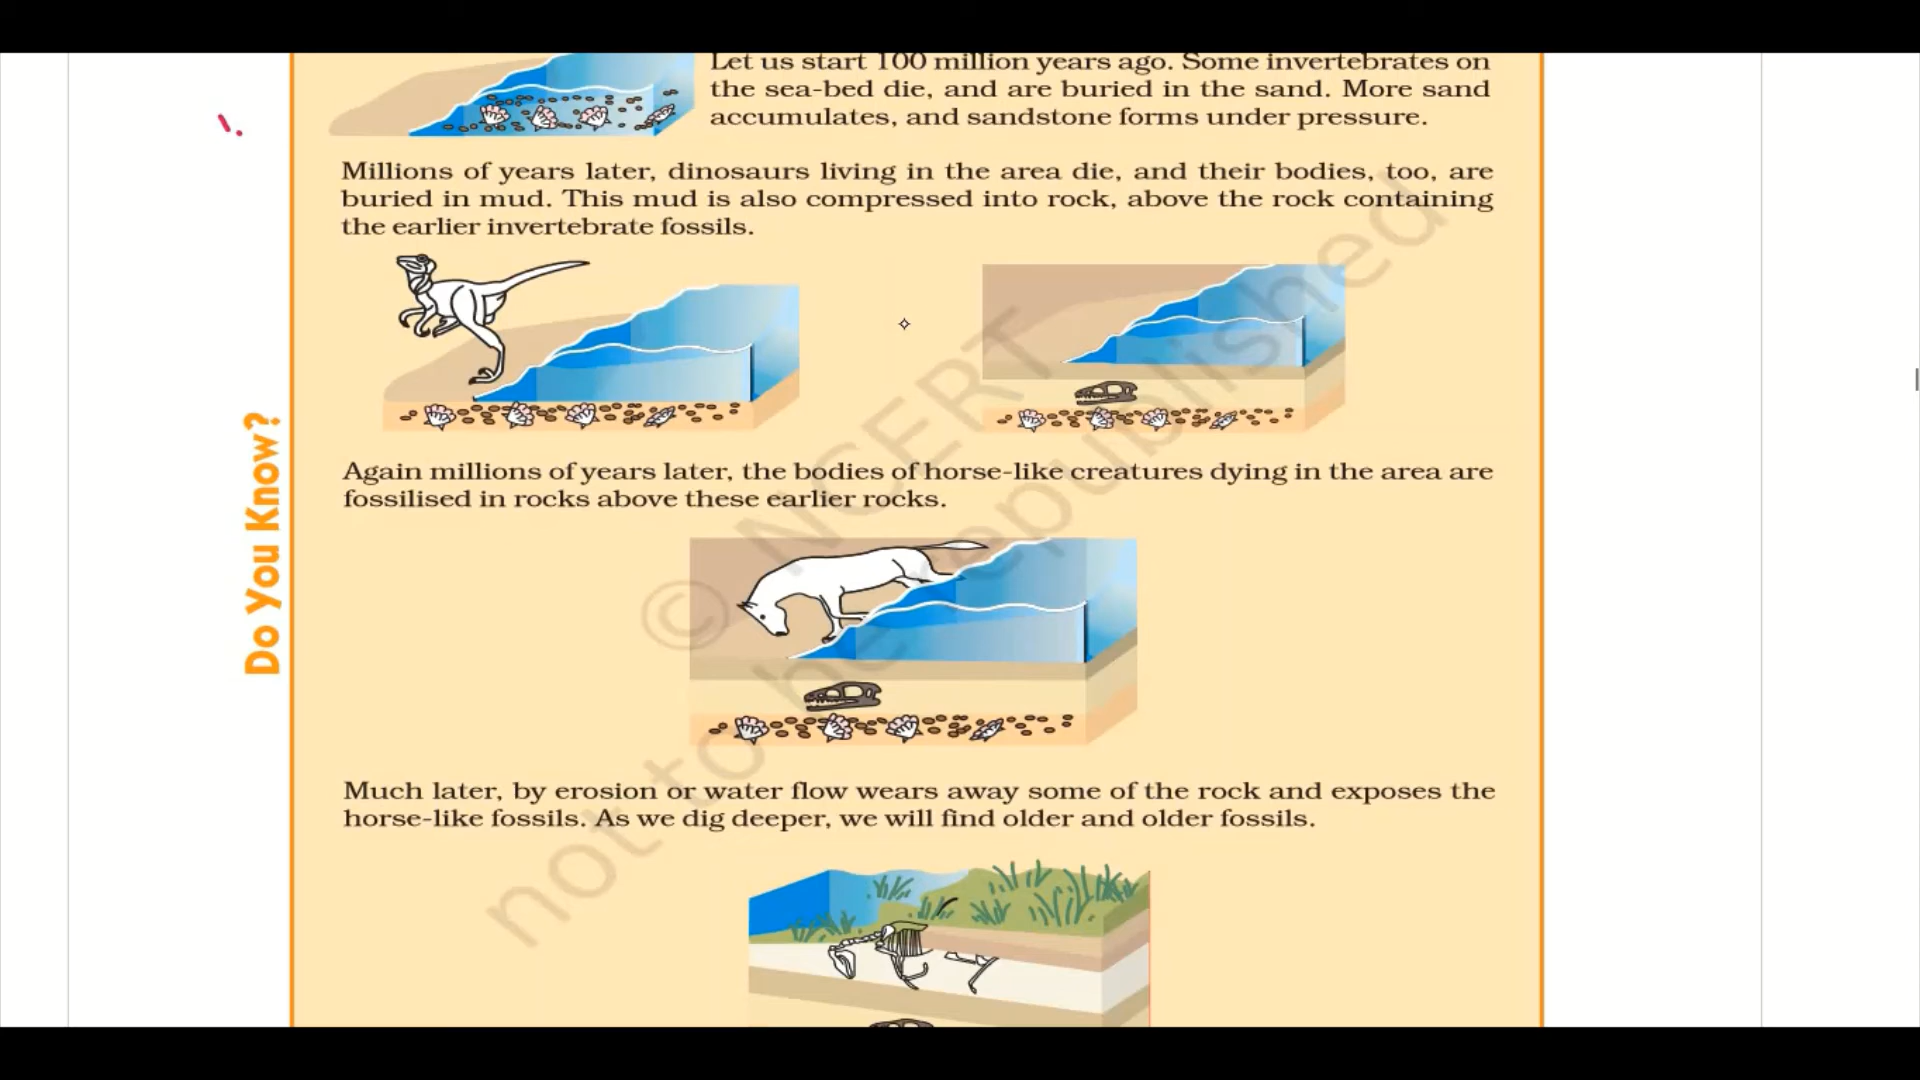 Let us start 100 million years ago. Some invertebrates on
the sea-bed die, and are buried in the sand. More sand
accumulates, and sandstone forms under pressure.
Millions of years later, dinosaurs living in the area die, and their bodies, too, are
buried in mud. This mud is also compressed into rock, above the rock containing
the earlier invertebrate fossils.
Do You Know?
Again millions of years later, the bodies of horse-like creatures dying in the area are
fossilised in rocks above these earlier rocks.
Much later, by erosion or water flow wears away some of the rock and exposes the
horse-like fossils. As we dig deeper, we will find older and older fossils.
© NCERT
not to be republished